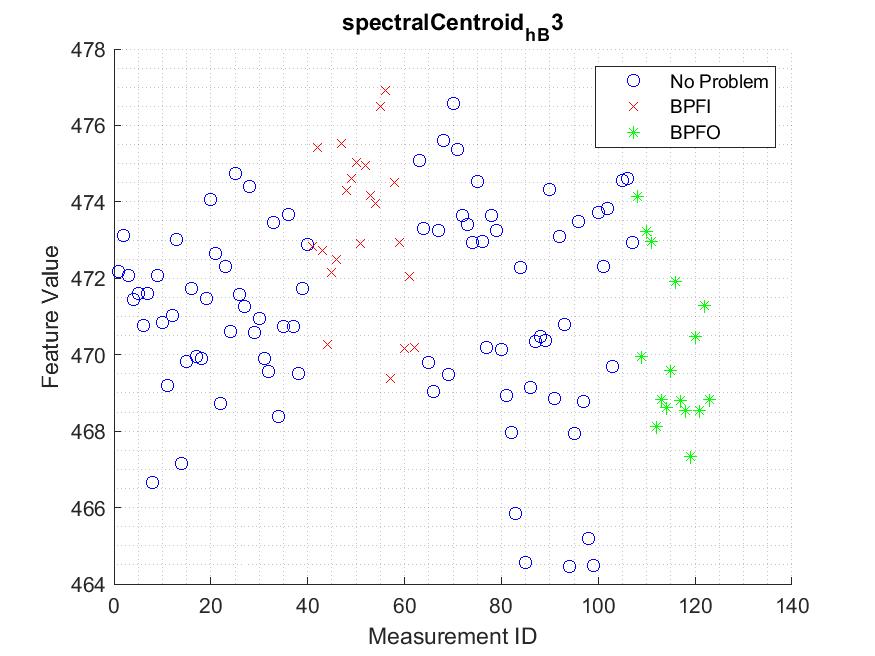 spectralCentroid_hB3
478
476
474
472
470
468
466
464
Feature Value
No Problem
BPFI
BPFO
0 20 40 60 80 100 120 140
Measurement ID